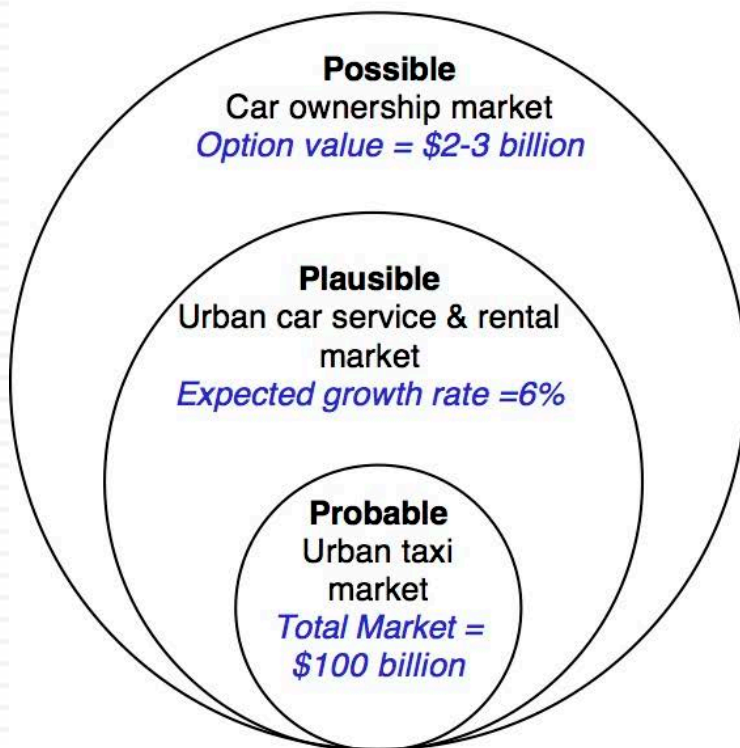 Possible
Car ownership market
Option value = $2-3 billion
Plausible
Urban car service & rental
market
Expected growth rate =6%
Probable
Urban taxi
market
Total Market =
$100 billion